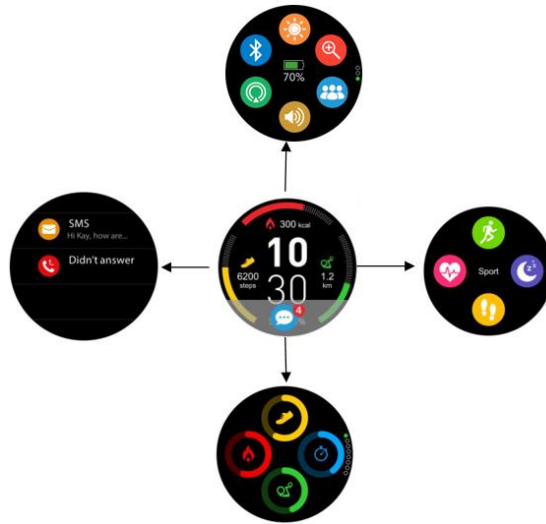 70%
SMS
Hi Kay, how are...
Didn't answer
300 kcal
10
30
6200
steps
1.2
km
4
%
Sport